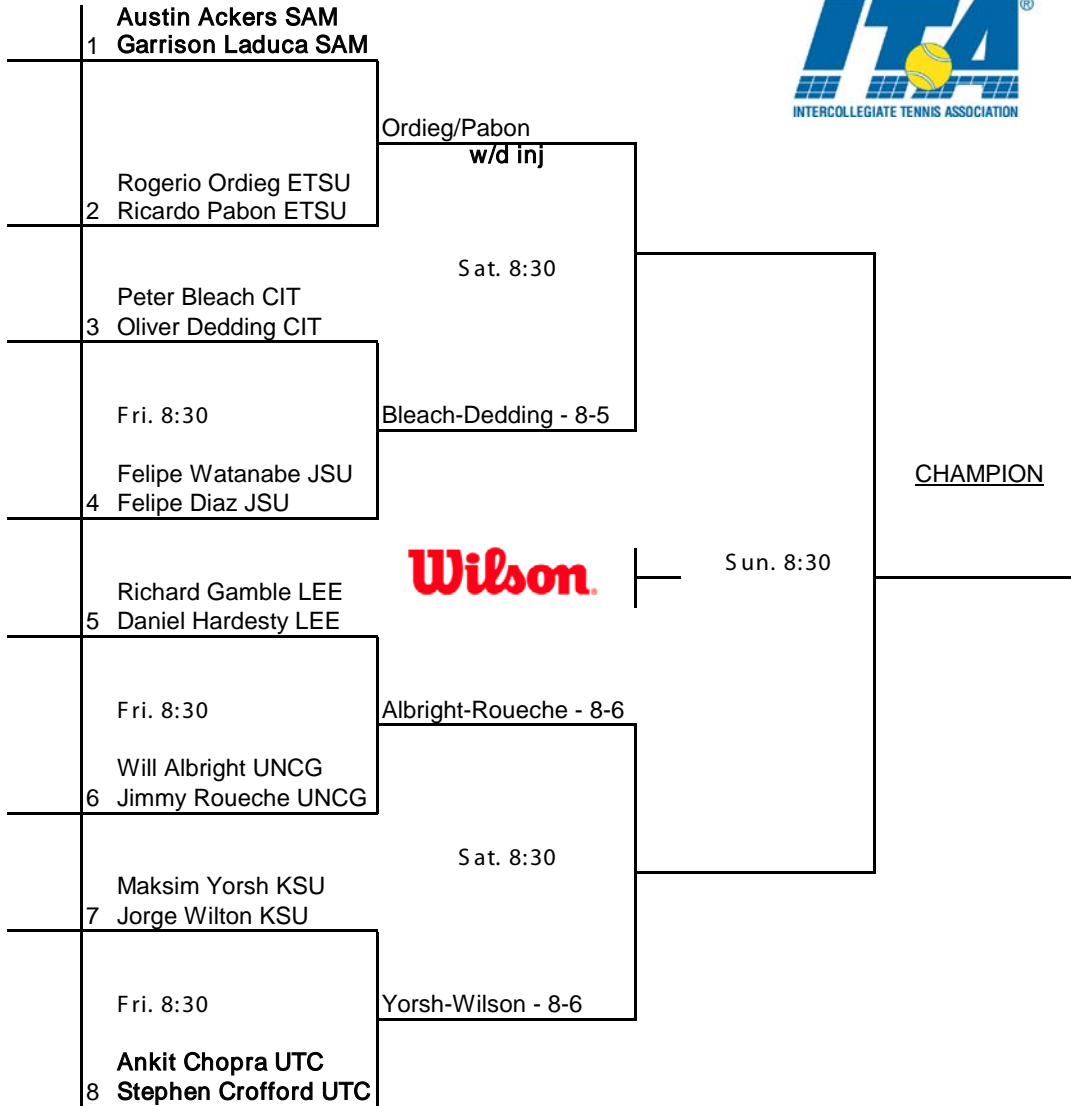 Austin Ackers SAM
1 Garrison Laduca SAM
ITA
®
INTERCOLLEGIATE TENNIS ASSOCIATION
Ordieg/Pabon
w/d inj
Rogerio Ordieg ETSU
2 Ricardo Pabon ETSU
Sat. 8:30
Peter Bleach CIT
3 Oliver Dedding CIT
Fri. 8:30
Bleach-Dedding - 8-5
Felipe Watanabe JSU
4 Felipe Diaz JSU
CHAMPION
Wilson.
Sun. 8:30
Richard Gamble LEE
5 Daniel Hardesty LEE
Fri. 8:30
Albright-Roueche - 8-6
Will Albright UNCG
6 Jimmy Roueche UNCG
Sat. 8:30
Maksim Yorsh KSU
7 Jorge Wilton KSU
Fri. 8:30
Yorsh-Wilson - 8-6
Ankit Chopra UTC
8 Stephen Crofford UTC